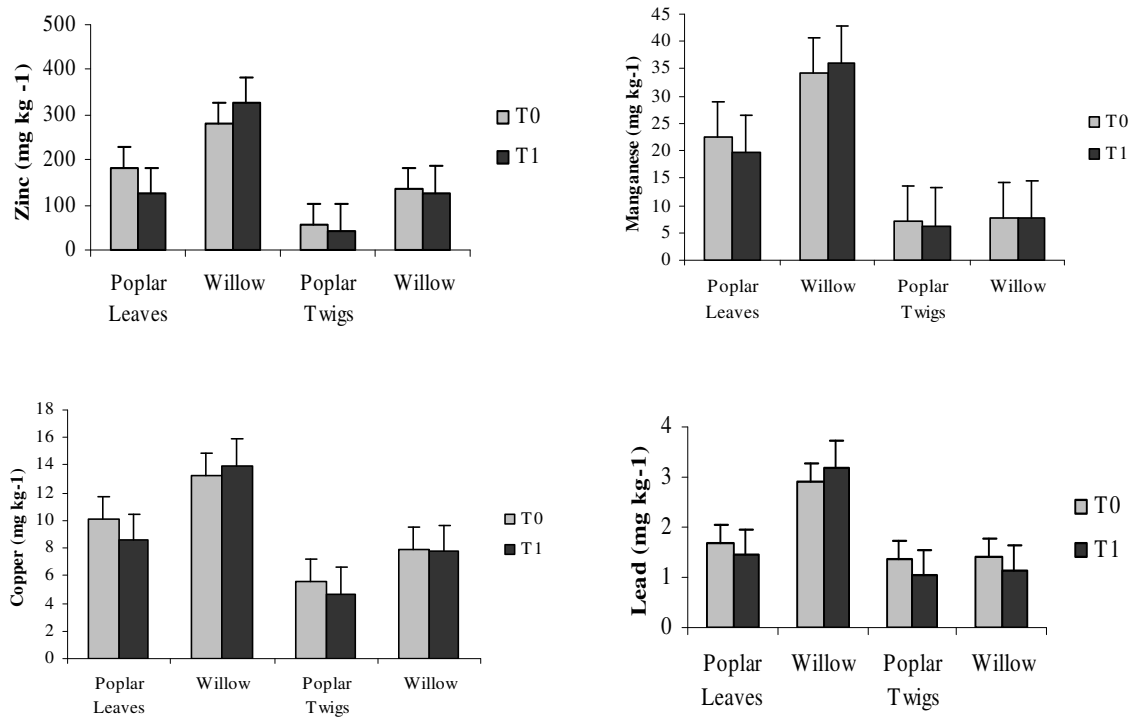 Zinc (mg kg -1)
500
400
300
200
100
0
Poplar Willow Poplar Willow
Leaves Twigs
T0
T1
Manganese (mg kg-1)
45
40
35
30
25
20
15
10
5
0
Poplar Willow Poplar Willow
Leaves Twigs
T0
T1
Copper (mg kg-1)
18
16
14
12
10
8
6
4
2
0
Poplar Willow Poplar Willow
Leaves Twigs
T0
T1
Lead (mg kg-1)
4
3
2
1
0
Poplar Willow Poplar Willow
Leaves Twigs
T0
T1